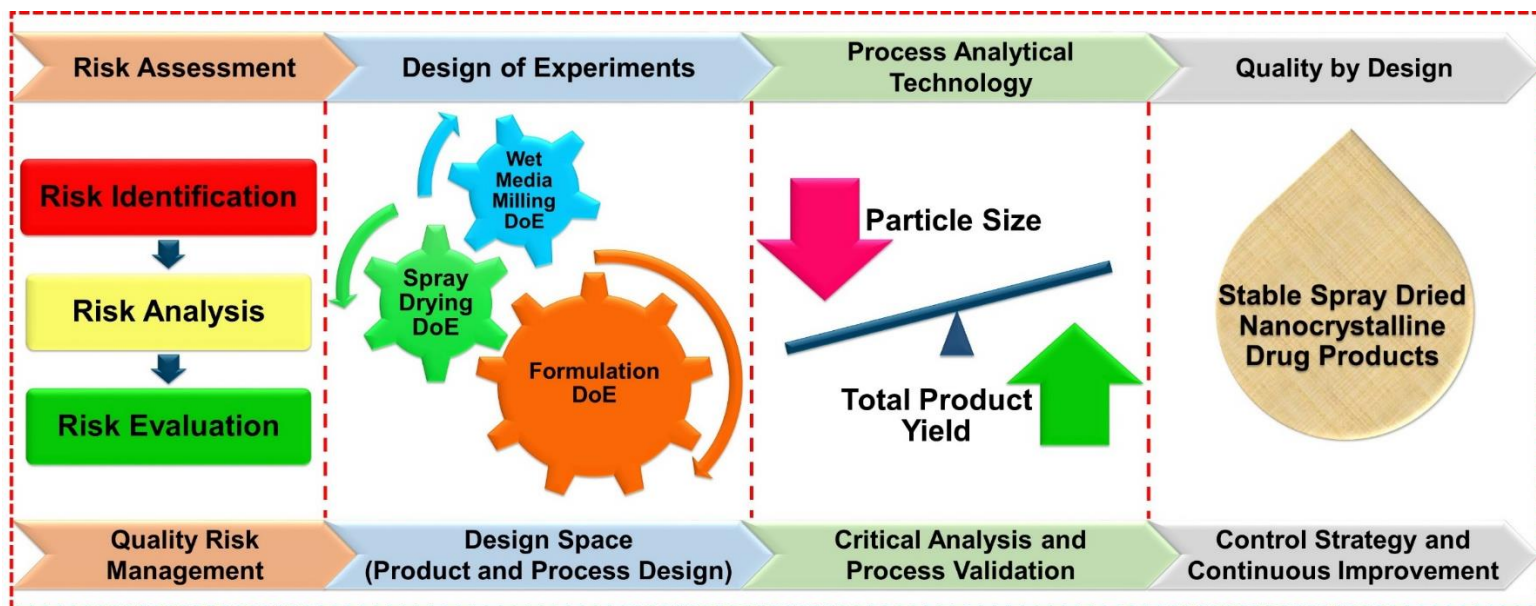 Risk Assessment
Design of Experiments
Process Analytical
Technology
Quality by Design
Risk Identification
Risk Analysis
Risk Evaluation
Wet
Media
Milling
DoE
Spray
Drying
DoE
Formulation
DoE
Particle Size
Total Product
Yield
Stable Spray Dried
Nanocrystalline
Drug Products
Quality Risk
Management
Design Space
(Product and Process Design)
Critical Analysis and
Process Validation
Control Strategy and
Continuous Improvement